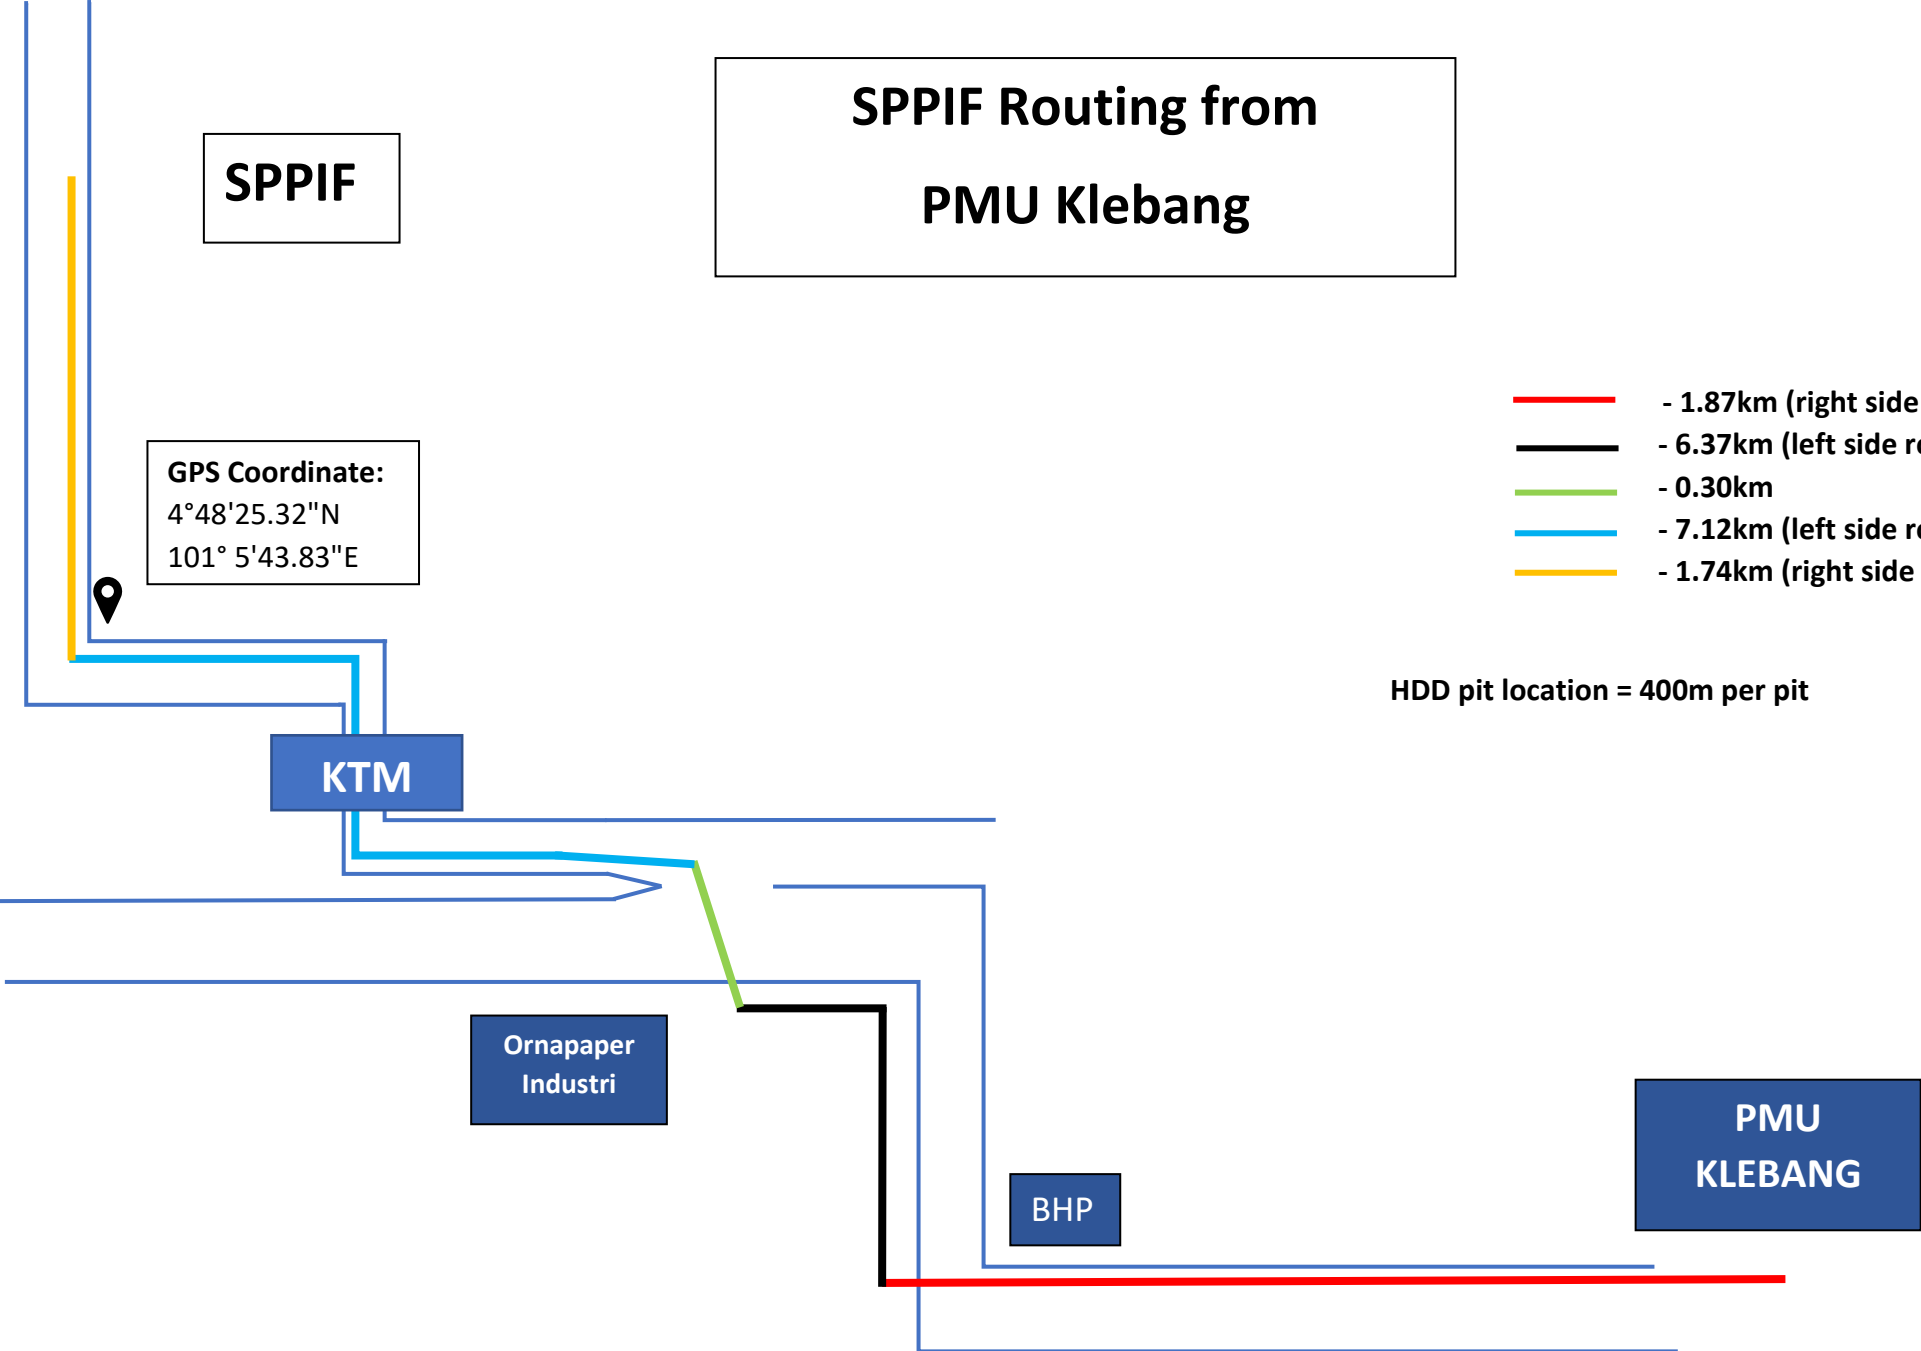 SPPIF Routing from
PMU Klebang
SPPIF
- 1.87km (right side
- 6.37km (left side
- 0.30km
- 7.12km (left side
- 1.74km (right side
GPS Coordinate:
4°48'25.32"N
101° 5'43.83"E
HDD pit location = 400m per pit
KTM
Ornapaper
Industri
PMU
KLEBANG
BHP